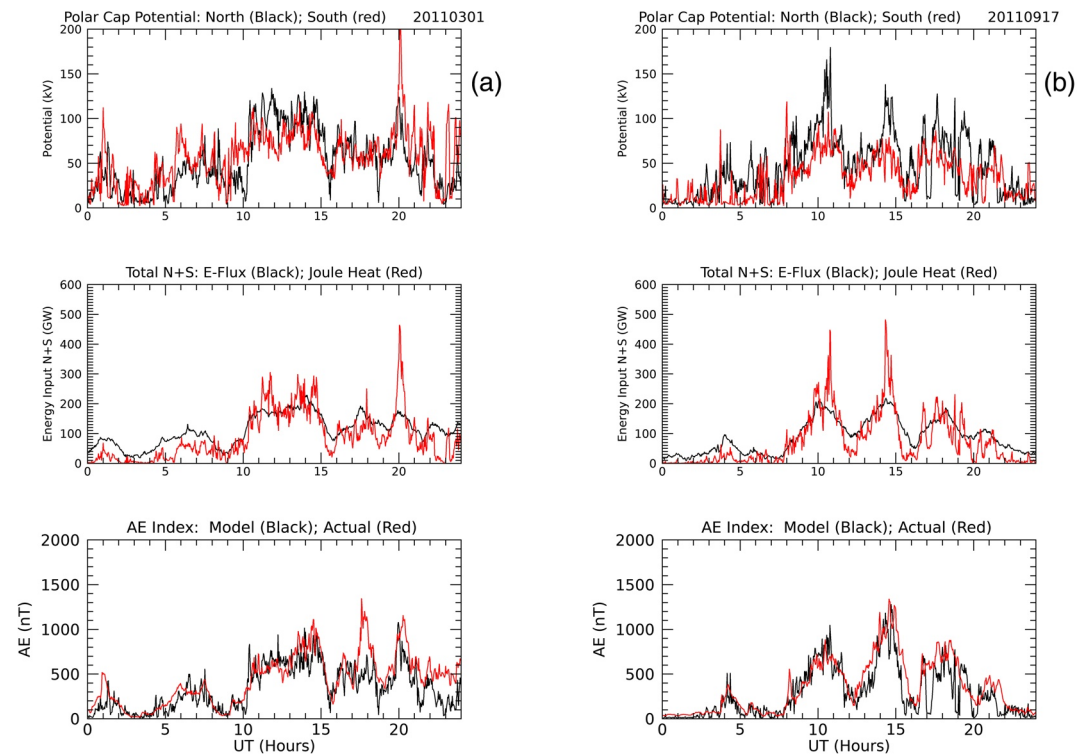 Polar Cap Potential: North (Black); South (red) 20110301
200
150
100
50
0
Potential (kV)
0 5 10 15 20
(a)
Total N+S: E-Flux (Black); Joule Heat (Red)
600
500
400
300
200
100
0
Energy Input N+S (GW)
0 5 10 15 20
AE Index: Model (Black); Actual (Red)
2000
1500
1000
500
0
AE (nT)
0 5 10 15 20
UT (Hours)
Polar Cap Potential: North (Black); South (red) 20110917
200
150
100
50
0
Potential (kV)
0 5 10 15 20
(b)
Total N+S: E-Flux (Black); Joule Heat (Red)
600
500
400
300
200
100
0
Energy Input N+S (GW)
0 5 10 15 20
AE Index: Model (Black); Actual (Red)
2000
1500
1000
500
0
AE (nT)
0 5 10 15 20
UT (Hours)